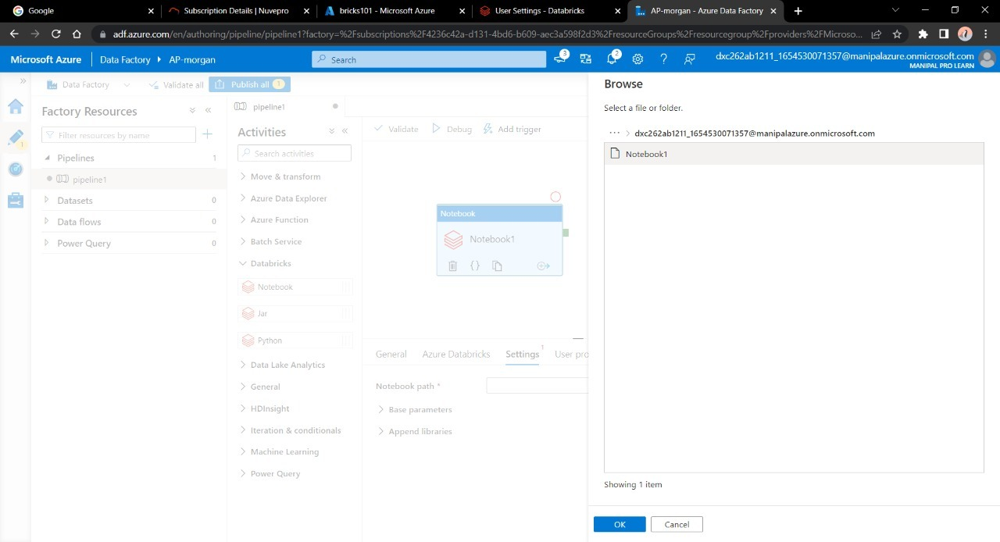 Google
Subscription Details | Nuvepro
bricks101 - Microsoft Azure
User Settings - Databricks
AP-morgan - Azure Data Factory
adf.azure.com/en/authoring/pipeline/pipeline1?factory=%2Fsubscriptions%2F4236c42a-d131-4bd6-b609-aec3a598f2d3%2FresourceGroups%2Fresourcegroup%2Fproviders%2FMicroso...
Microsoft Azure
Data Factory
AP-morgan
Search
3
2
dxc262ab1211_1654530071357@manipalazure.onmicrosoft.com
MANIPAL PRO LEARN
Data Factory
Validate all
Publish all 1
Factory Resources
Filter resources by name
1
Pipelines 1
pipeline1
Datasets 0
Data flows 0
Power Query 0
pipeline1
Activities
Search activities
Move & transform
Azure Data Explorer
Azure Function
Batch Service
Databricks
Notebook
Jar
Python
Data Lake Analytics
General
HDInsight
Iteration & conditionals
Machine Learning
Power Query
Validate
Debug
Add trigger
Notebook
Notebook1
General
Azure Databricks
Settings 1
User pro
Notebook path *
Base parameters
Append libraries
Browse
Select a file or folder.
... > dxc262ab1211_1654530071357@manipalazure.onmicrosoft.com
Notebook1
Showing 1 item
OK
Cancel